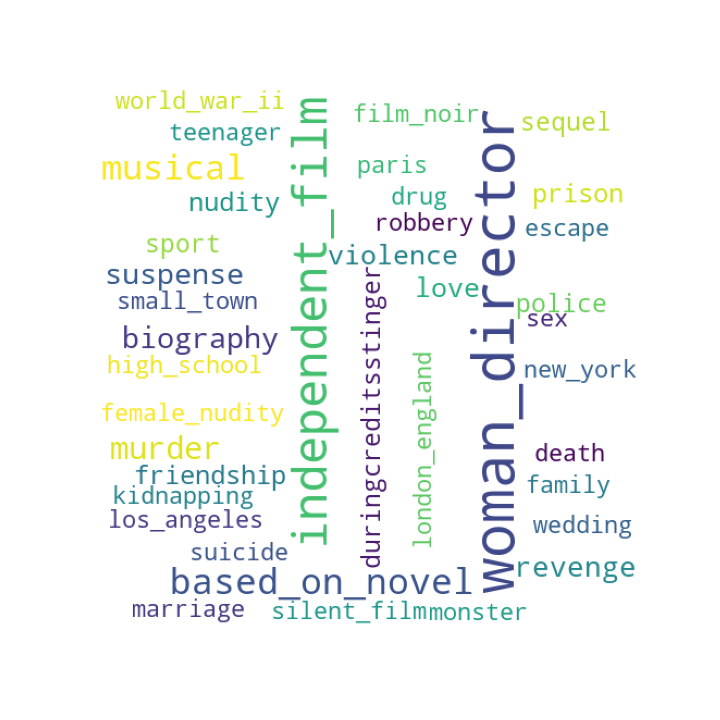 world_war_ii
teenager
musical
nudity
sport
suspense
small_town
biography
high_school
female_nudity
murder
friendship
kidnapping
los_angeles
suicide
based_on_novel
marriage
silent_film
monster
independent_film
film_noir
paris
drug
robbery
violence
love
duringcreditsstinger
london_england
woman_director
sequel
prison
escape
police
sex
new_york
death
family
wedding
revenge